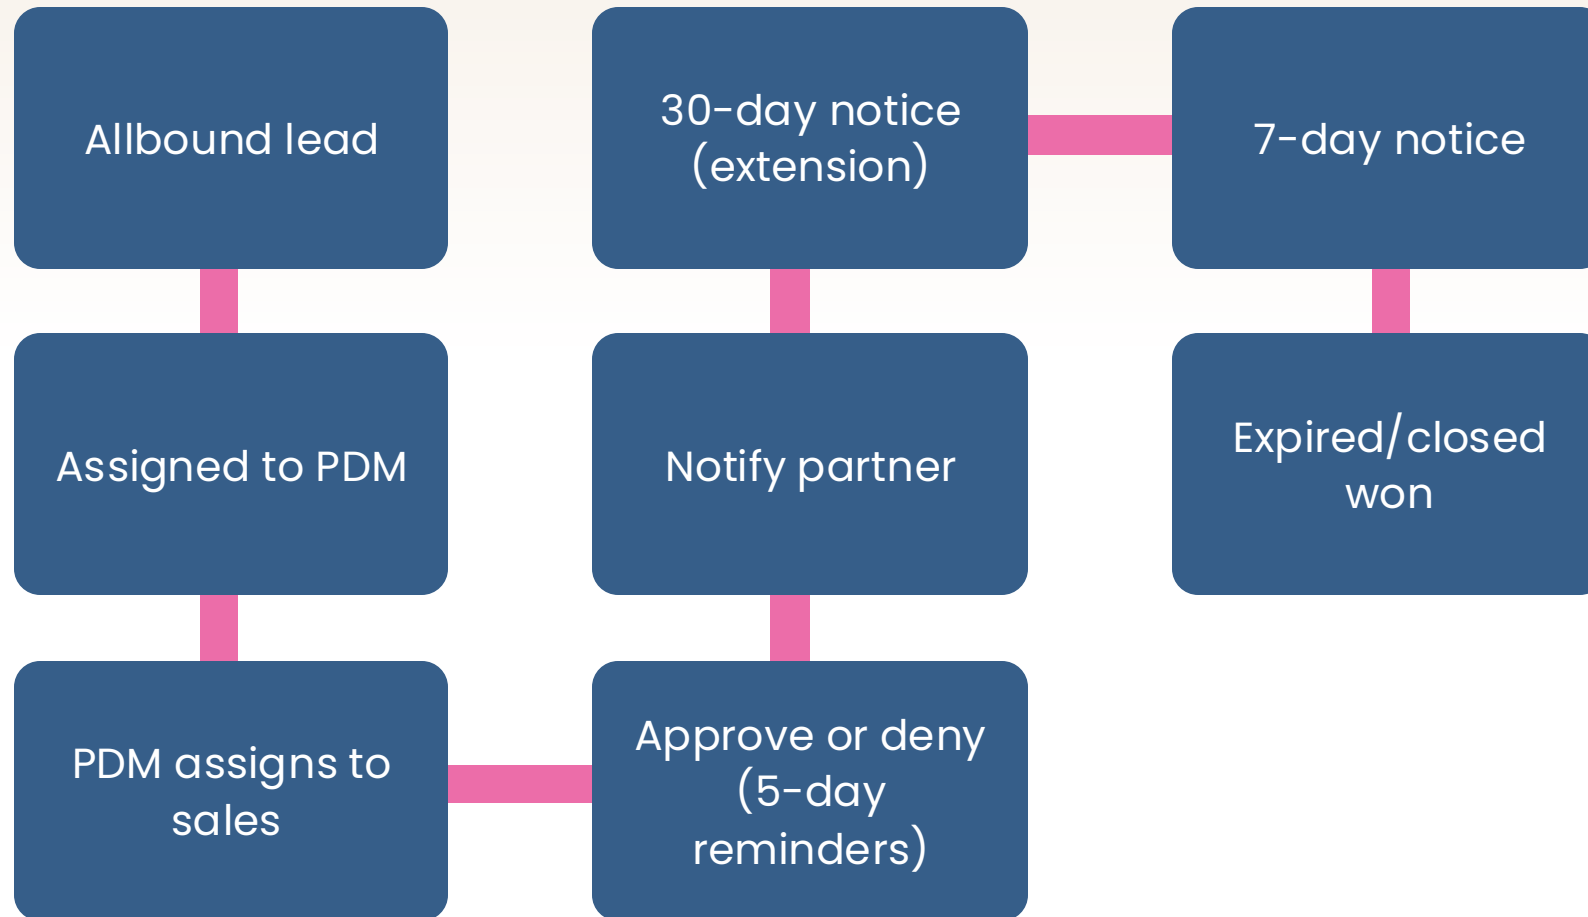 Allbound lead
Assigned to PDM
PDM assigns to
sales
Approve or deny
(5-day
reminders)
Notify partner
30-day notice
(extension)
7-day notice
Expired/closed
won